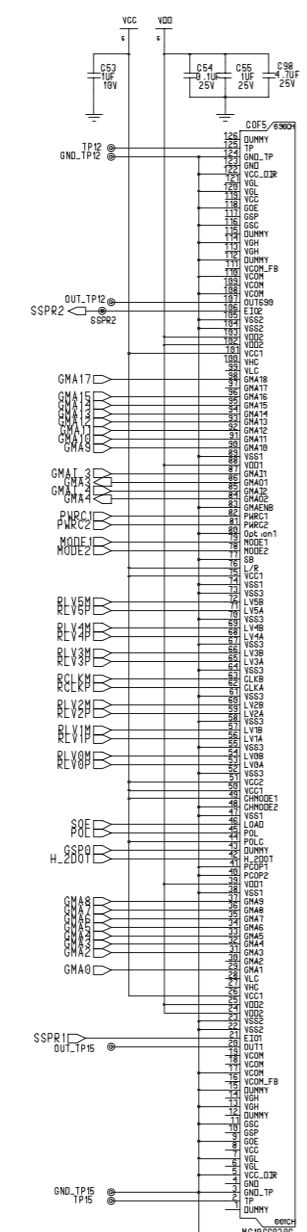 VCC VDD
C53
1UF
10V
C54
0.1UF
25V
C55
1UF
25V
C98
4.7UF
25V
COF5 690CH
126 DUMMY
TP12 125 TP
GND_TP12 124 GND_TP
123 GND
122 VCC_DIR
121 VGL
120 VGL
119 VCC
118 GOE
117 GSP
116 GSC
115 DUMMY
114 VGH
113 VGH
112 DUMMY
111 VCOM_FB
110 VCOM
109 VCOM
108 VCOM
OUT_TP12 107 OUT690
SSPR2 106 EIO2
SSPR2
105 VSS2
104 VSS2
103 VDD2
102 VDD2
101 VCC1
100 VHC
99 VLC
GMA17 98 GMA18
97 GMA17
GMA15 96 GMA16
GMA14 95 GMA15
GMA13 94 GMA14
GMA12 93 GMA13
GMA11 92 GMA12
GMA10 91 GMA11
GMA9 90 GMA10
89 VSS1
88 VDD1
GMAI_3 87 GMAI1
GMA3 86 GMAO1
GMAI_4 85 GMAI2
GMA4 84 GMAO2
83 GMAENB
PWRC1 82 PWRC1
PWRC2 81 PWRC2
80 Option1
MODE1 79 MODE1
MODE2 78 MODE2
77 SB
76 L/R
75 VCC1
74 VSS1
73 VSS3
RLV5M 72 LV5B
RLV5P 71 LV5A
70 VSS3
RLV4M 69 LV4B
RLV4P 68 LV4A
67 VSS3
RLV3M 66 LV3B
RLV3P 65 LV3A
64 VSS3
RCLKM 63 CLKB
RCLKP 62 CLKA
61 VSS3
RLV2M 60 LV2B
RLV2P 59 LV2A
58 VSS3
RLV1M 57 LV1B
RLV1P 56 LV1A
55 VSS3
RLV0M 54 LV0B
RLV0P 53 LV0A
52 VSS3
51 VCC2
50 VCC1
49 CHMODE1
48 CHMODE2
47 VSS1
SOE 46 LOAD
POL 45 POL
44 POLC
GSP0 43 DUMMY
H_2DOT H_2DOT
41 PCOP1
40 PCOP2
39 VDD1
38 VSS1
GMA8 37 GMA9
GMA7 36 GMA8
GMA6 35 GMA7
GMA5 34 GMA6
GMA4 33 GMA5
GMA3 32 GMA4
GMA2 31 GMA3
30 GMA2
GMA0 29 GMA1
28 VLC
27 VHC
26 VCC1
25 VDD2
24 VDD2
23 VSS2
22 VSS2
SSPR1 21 EIO1
OUT_TP15 20 OUT1
19 VCOM
18 VCOM
17 VCOM
16 VCOM_FB
15 DUMMY
14 VGH
13 VGH
12 DUMMY
11 GSC
10 GSP
9 GOE
8 VCC
7 VGL
6 VGL
5 VCC_DIR
4 GND
GND_TP15 3 GND_TP
TP15 2 TP
1 DUMMY